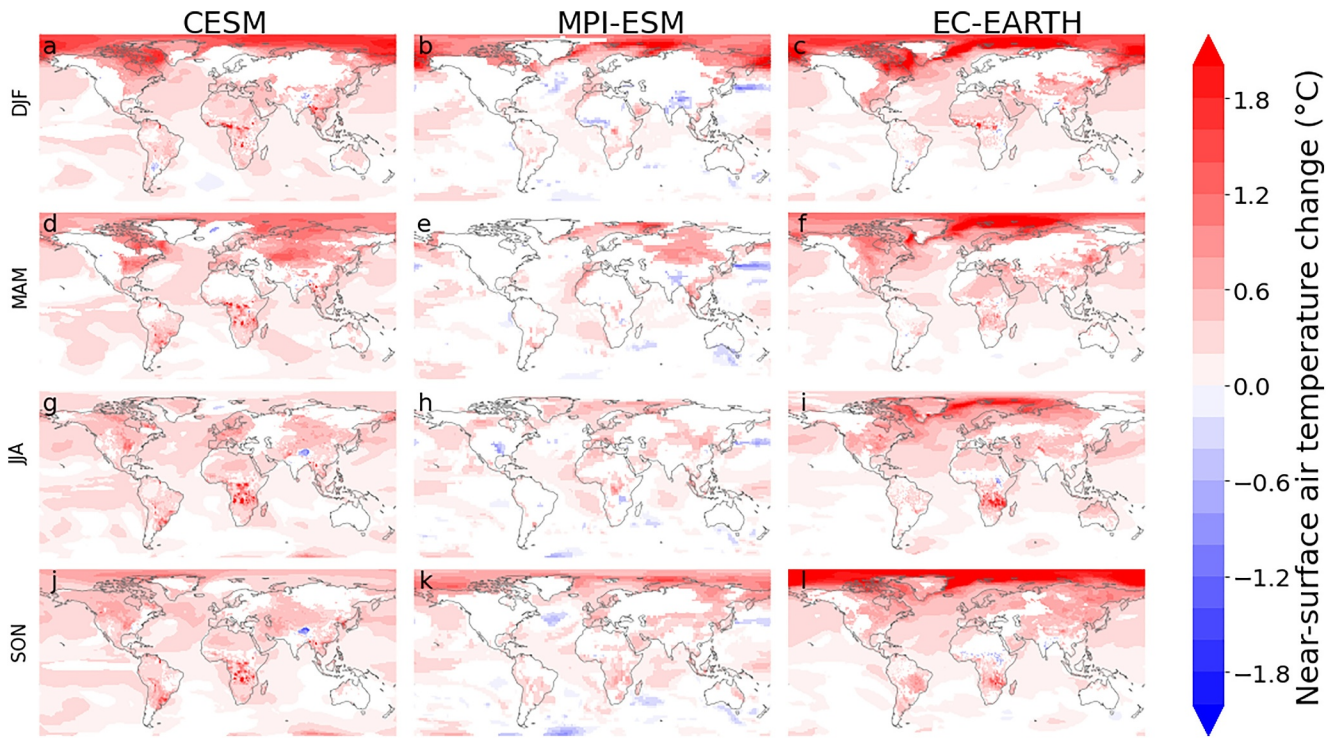 CESM MPI-ESM EC-EARTH
a b c
DJF
d e f
MAM
g h i
JJA
j k l
SON
1.8
1.2
0.6
0.0
−0.6
−1.2
−1.8
Near-surface air temperature change (°C)